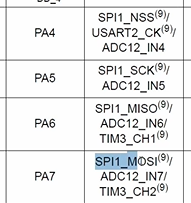 SPI1_NSS(9)/
PA4 USART2_CK(9)/
ADC12_IN4
PA5 SPI1_SCK(9)/
ADC12_IN5
SPI1_MISO(9)/
PA6 ADC12_IN6/
TIM3_CH1(9)
SPI1_MOSI(9)/
PA7 ADC12_IN7/
TIM3_CH2(9)